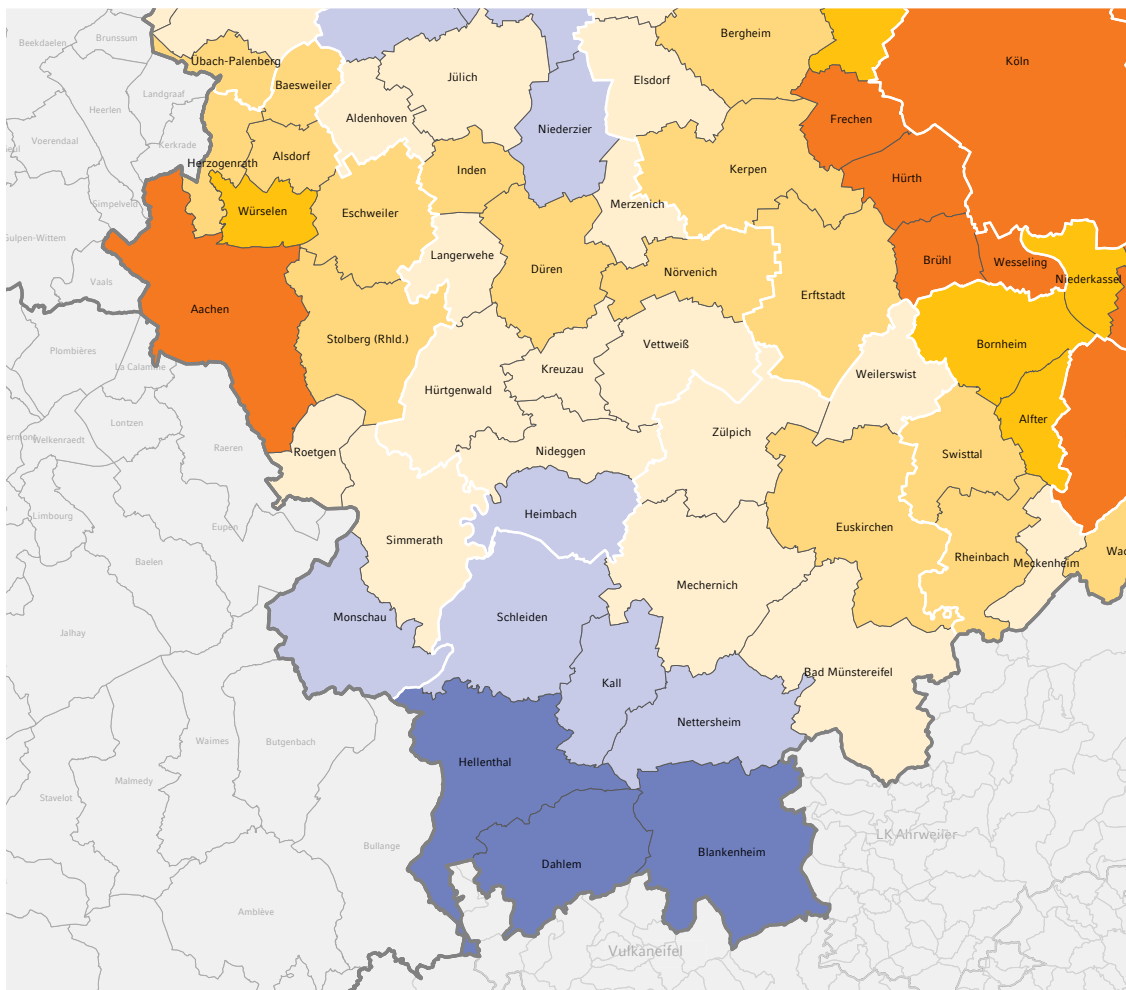 Bergheim
Brunssum
Beekdaelen
Köln
Übach-Palenberg
Jülich
Elsdorf
Baesweiler
Landgraaf
Heerlen
Aldenhoven
Frechen
Niederzier
Voerendaal
Kerkrade
Alsdorf
Herzogenrath
Inden
Kerpen
Hürth
Simpelveld
Würselen
Eschweiler
Merzenich
Gulpen-Wittem
Langerwehe
Brühl
Wesseling
Düren
Nörvenich
Niederkassel
Vaals
Erftstadt
Aachen
Stolberg (Rhld.)
Vettweiß
Bornheim
Plombières
La Calamine
Kreuzau
Weilerswist
Hürtgenwald
Lontzen
Alfter
Zülpich
Welkenraedt
Raeren
Roetgen
Nideggen
Swisttal
Limbourg
Heimbach
Eupen
Euskirchen
Simmerath
Baelen
Rheinbach
Meckenheim
Mechernich
Monschau
Schleiden
Jalhay
Bad Münstereifel
Kall
Nettersheim
Waimes
Butgenbach
Hellenthal
Malmedy
Stavelot
LK Ahrweiler
Bullange
Blankenheim
Dahlem
Amblève
Vulkaneifel